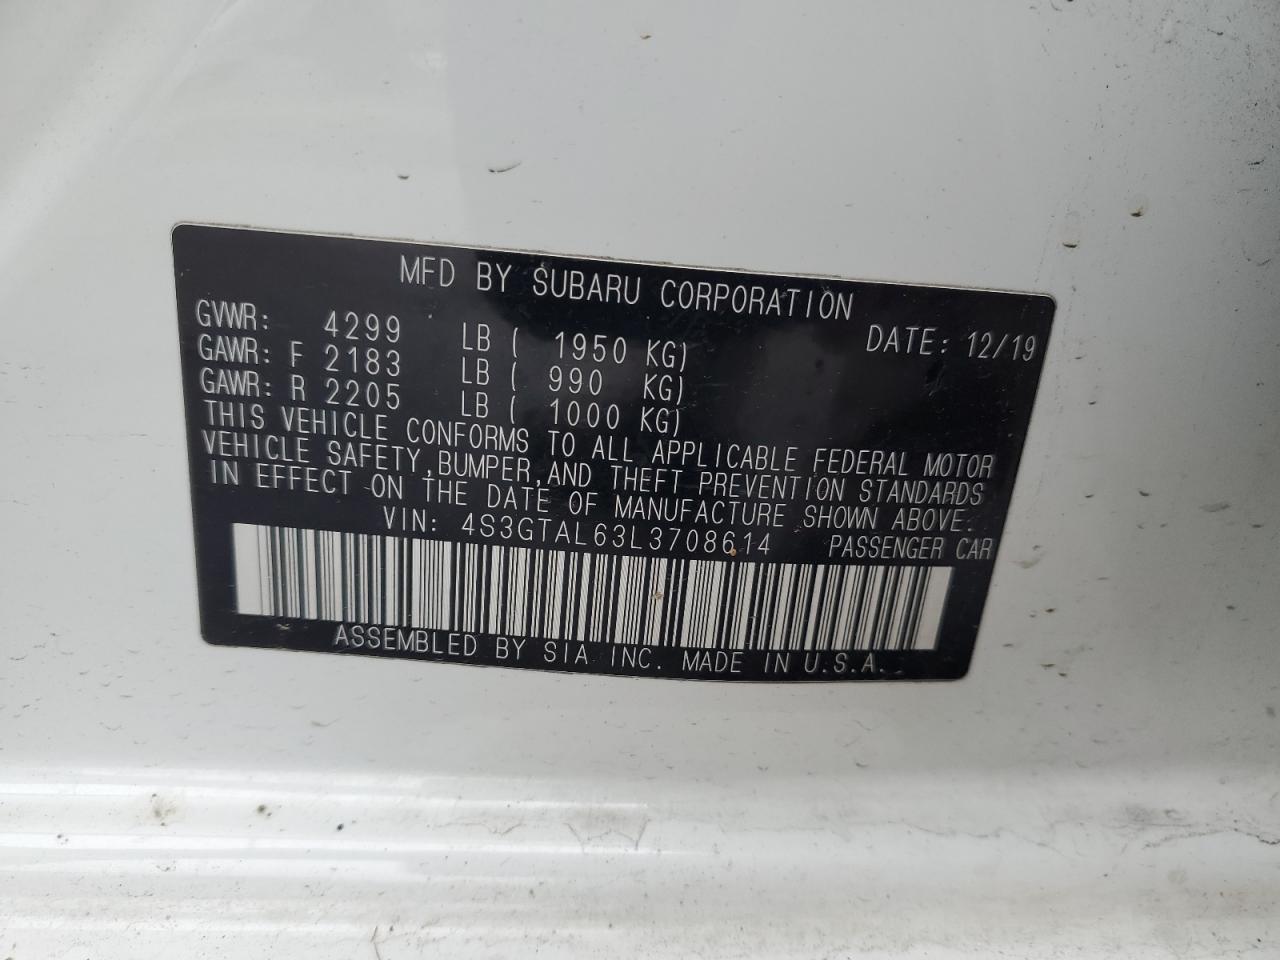 MFD BY SUBARU CORPORATION
GVWR: 4299 LB ( 1950 KG) DATE: 12/19
GAWR: F 2183 LB ( 990 KG)
GAWR: R 2205 LB ( 1000 KG)
THIS VEHICLE CONFORMS TO ALL APPLICABLE FEDERAL MOTOR
VEHICLE SAFETY, BUMPER, AND THEFT PREVENTION STANDARDS
IN EFFECT ON THE DATE OF MANUFACTURE SHOWN ABOVE.
VIN: 4S3GTAL63L3708614 PASSENGER CAR
ASSEMBLED BY SIA INC. MADE IN U.S.A.